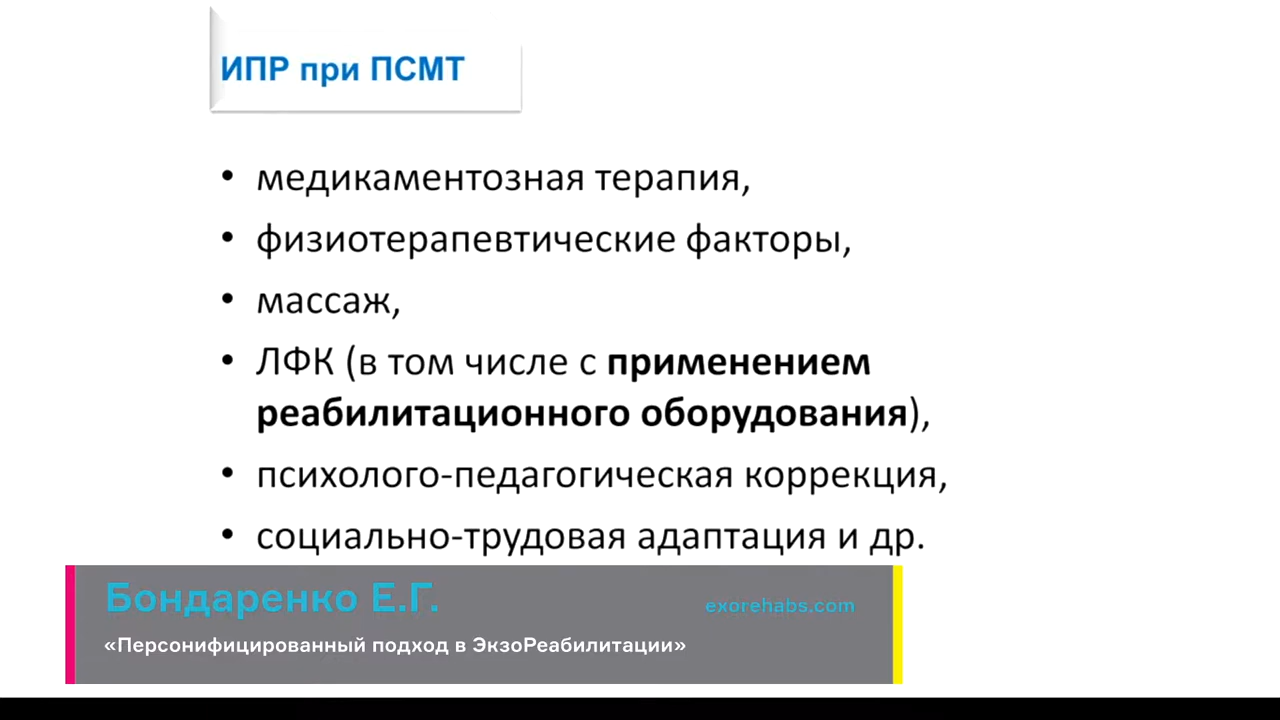 ИПР при ПСМТ
• медикаментозная терапия,
• физиотерапевтические факторы,
• массаж,
• ЛФК (в том числе с применением
реабилитационного оборудования),
• психолого-педагогическая коррекция,
• социально-трудовая адаптация и др.
Бондаренко Е.Г.
exorehabs.com
«Персонифицированный подход в ЭкзоРеабилитации»